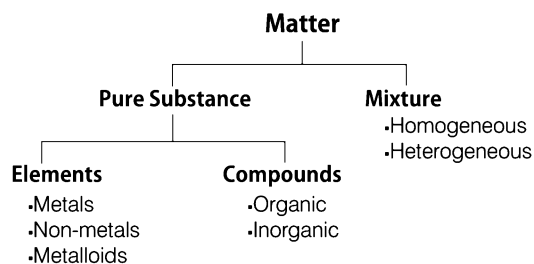 Matter
Pure Substance
Mixture
▪Homogeneous
▪Heterogeneous
Elements
▪Metals
▪Non-metals
▪Metalloids
Compounds
▪Organic
▪Inorganic